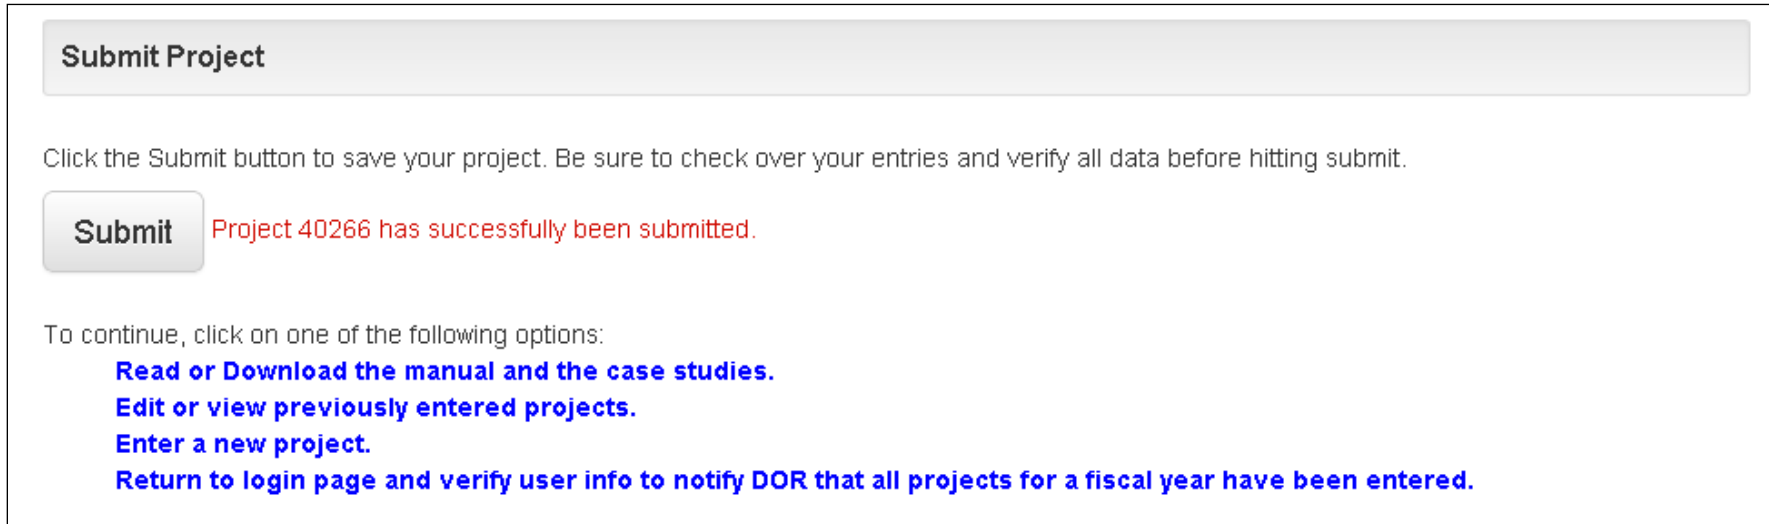 Submit Project
Click the Submit button to save your project. Be sure to check over your entries and verify all data before hitting submit.
Submit Project 40266 has successfully been submitted.
To continue, click on one of the following options:
Read or Download the manual and the case studies.
Edit or view previously entered projects.
Enter a new project.
Return to login page and verify user info to notify DOR that all projects for a fiscal year have been entered.